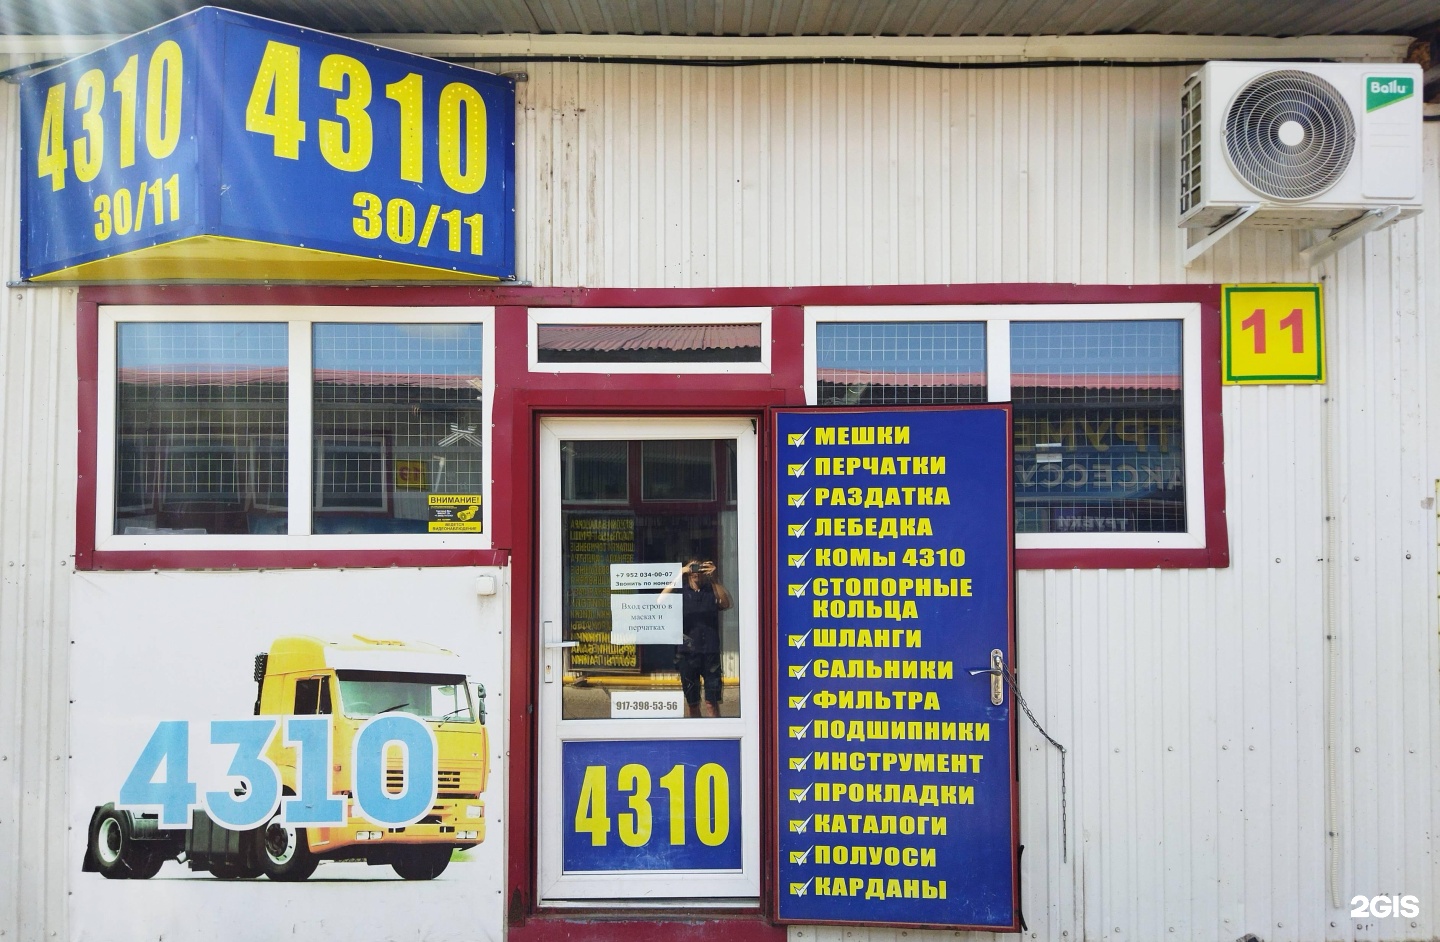 4310
30/11
4310
30/11
Ballu
11
ВНИМАНИЕ!
ВЕДЕТСЯ
ВИДЕОНАБЛЮДЕНИЕ
+7 952 034-00-07
Звонить по номеру
Вход строго в
масках и
перчатках
917-398-53-56
4310
4310
МЕШКИ
ПЕРЧАТКИ
РАЗДАТКА
ЛЕБЕДКА
КОМы 4310
СТОПОРНЫЕ
КОЛЬЦА
ШЛАНГИ
САЛЬНИКИ
ФИЛЬТРА
ПОДШИПНИКИ
ИНСТРУМЕНТ
ПРОКЛАДКИ
КАТАЛОГИ
ПОЛУОСИ
КАРДАНЫ
2GIS